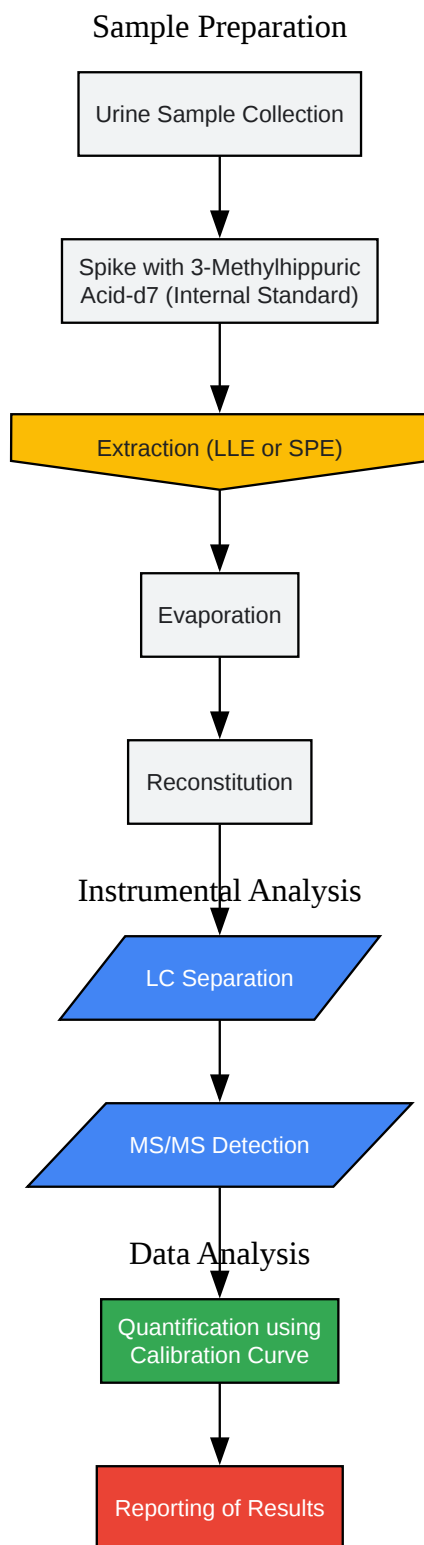 Sample Preparation
Urine Sample Collection
Spike with 3-Methylhippuric
Acid-d7 (Internal Standard)
Extraction (LLE or SPE)
Evaporation
Reconstitution
Instrumental Analysis
LC Separation
MS/MS Detection
Data Analysis
Quantification using
Calibration Curve
Reporting of Results